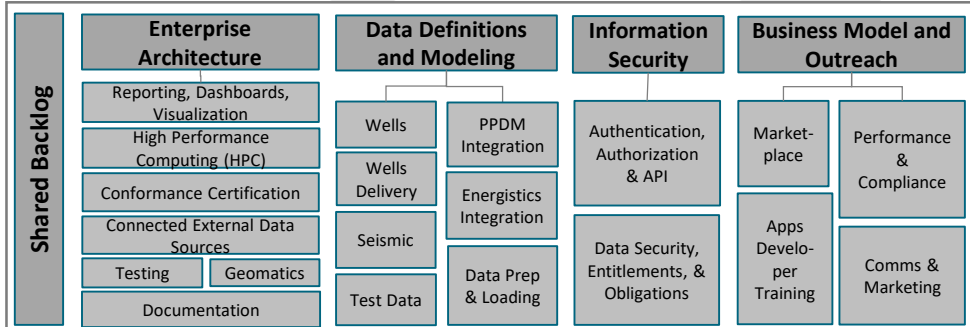 Shared Backlog
Enterprise
Architecture
Reporting, Dashboards,
Visualization
High Performance
Computing (HPC)
Conformance Certification
Connected External Data
Sources
Testing
Geomatics
Documentation
Data Definitions
and Modeling
Wells
Wells
Delivery
Seismic
Test Data
PPDM
Integration
Energistics
Integration
Data Prep
& Loading
Information
Security
Authentication,
Authorization
& API
Data Security,
Entitlements, &
Obligations
Business Model and
Outreach
Market-
place
Apps
Develo-
per
Training
Performance
&
Compliance
Comms &
Marketing